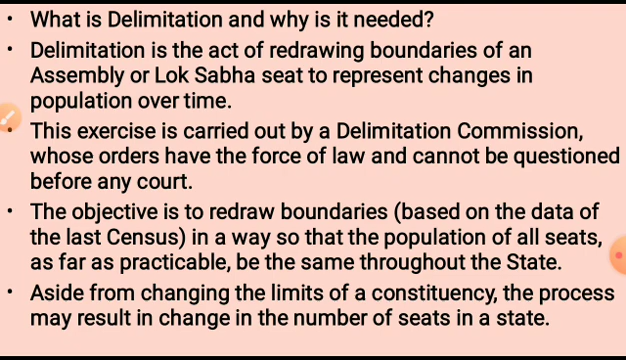 • What is Delimitation and why is it needed?
• Delimitation is the act of redrawing boundaries of an
Assembly or Lok Sabha seat to represent changes in
population over time.
• This exercise is carried out by a Delimitation Commission,
whose orders have the force of law and cannot be questioned
before any court.
• The objective is to redraw boundaries (based on the data of
the last Census) in a way so that the population of all seats,
as far as practicable, be the same throughout the State.
• Aside from changing the limits of a constituency, the process
may result in change in the number of seats in a state.